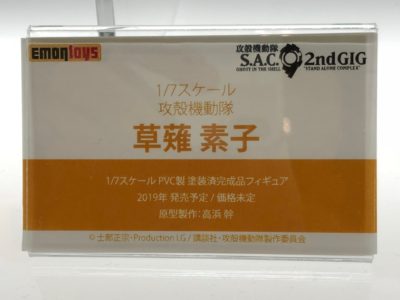 EMONTOYS
攻殻機動隊
S.A.C. 2nd GIG
GHOST IN THE SHELL "STAND ALONE COMPLEX"
1/7スケール
攻殻機動隊
草薙 素子
1/7スケール PVC製 塗装済完成品フィギュア
2019年 発売予定 / 価格未定
原型製作:高浜 幹
© 士郎正宗・Production I.G / 講談社・攻殻機動隊製作委員会